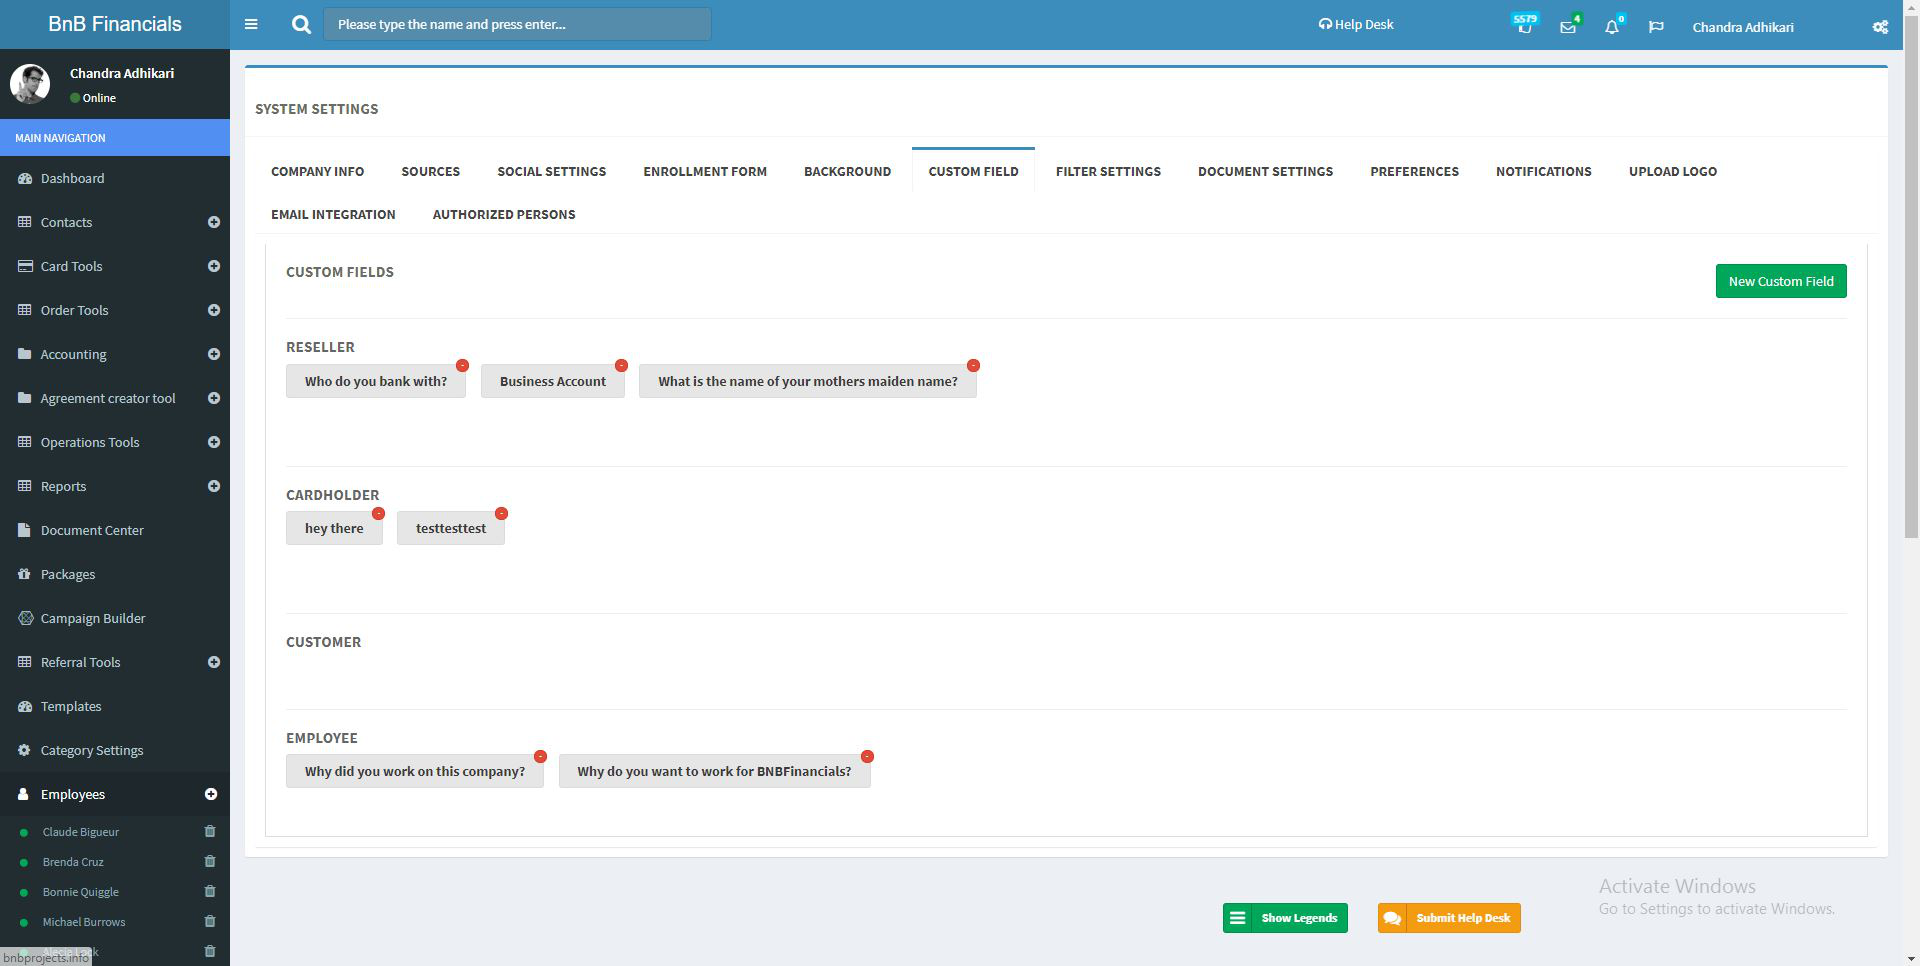 BnB Financials
Please type the name and press enter...
Help Desk
5579
4
0
Chandra Adhikari
Chandra Adhikari
Online
MAIN NAVIGATION
Dashboard
Contacts
Card Tools
Order Tools
Accounting
Agreement creator tool
Operations Tools
Reports
Document Center
Packages
Campaign Builder
Referral Tools
Templates
Category Settings
Employees
Claude Bigueur
Brenda Cruz
Bonnie Quiggle
Michael Burrows
bnbprojects.info
SYSTEM SETTINGS
COMPANY INFO SOURCES SOCIAL SETTINGS ENROLLMENT FORM BACKGROUND CUSTOM FIELD FILTER SETTINGS DOCUMENT SETTINGS PREFERENCES NOTIFICATIONS UPLOAD LOGO
EMAIL INTEGRATION AUTHORIZED PERSONS
CUSTOM FIELDS
New Custom Field
RESELLER
Who do you bank with? Business Account What is the name of your mothers maiden name?
CARDHOLDER
hey there testtesttest
CUSTOMER
EMPLOYEE
Why did you work on this company? Why do you want to work for BNBFinancials?
Show Legends
Submit Help Desk
Activate Windows
Go to Settings to activate Windows.